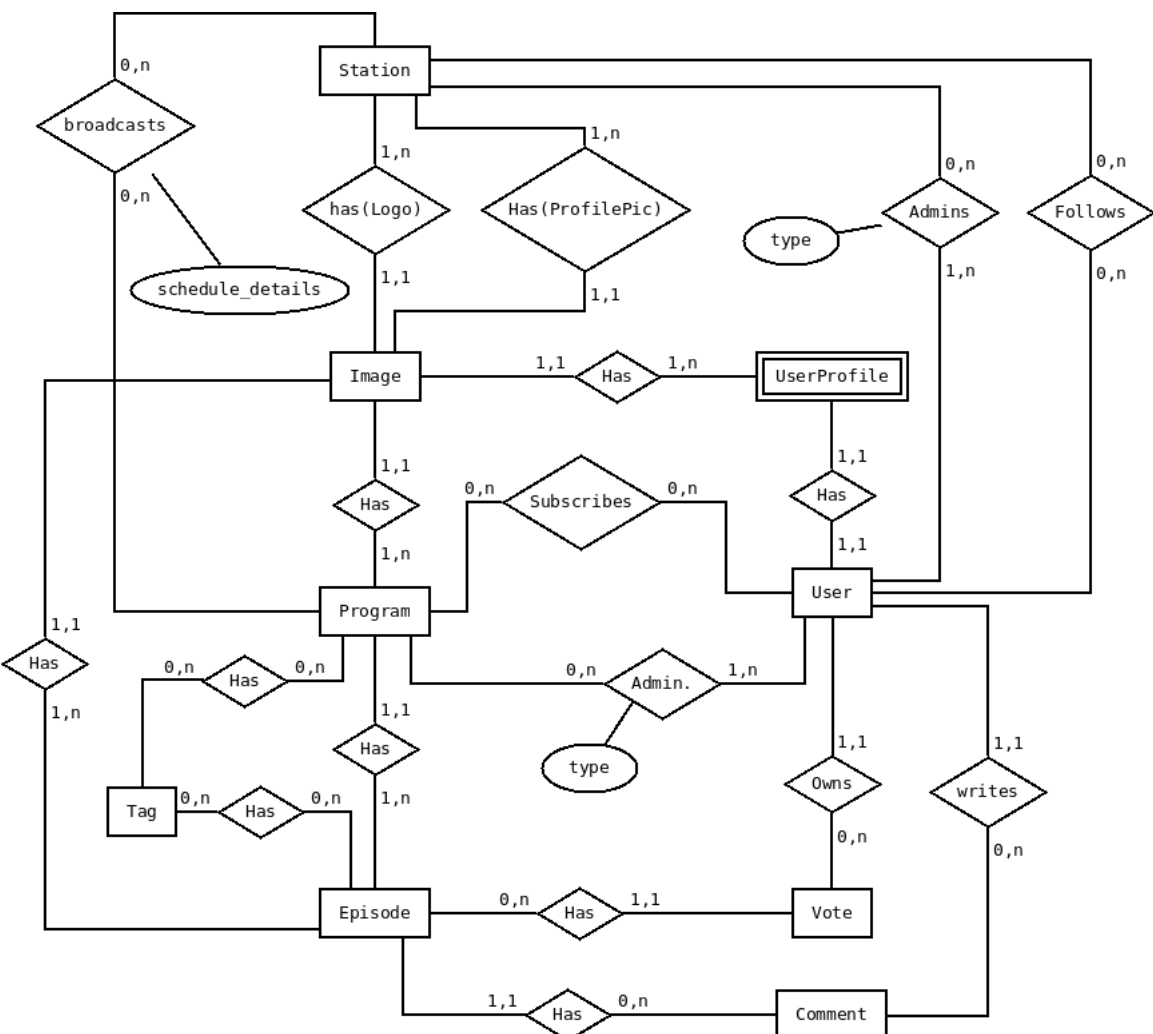 Station
0,n
broadcasts
0,n
1,n
1,n
0,n
0,n
has(Logo)
Has(ProfilePic)
Admins
Follows
type
1,1
1,1
1,n
0,n
schedule_details
Image
1,1
Has
1,n
UserProfile
1,1
Has
1,n
0,n
Subscribes
0,n
1,1
Has
1,1
Program
User
1,1
Has
1,n
0,n
Has
0,n
0,n
Admin.
1,n
type
1,1
Has
1,n
1,1
Owns
0,n
1,1
writes
0,n
Tag
0,n
Has
0,n
Episode
0,n
Has
1,1
Vote
1,1
Has
0,n
Comment